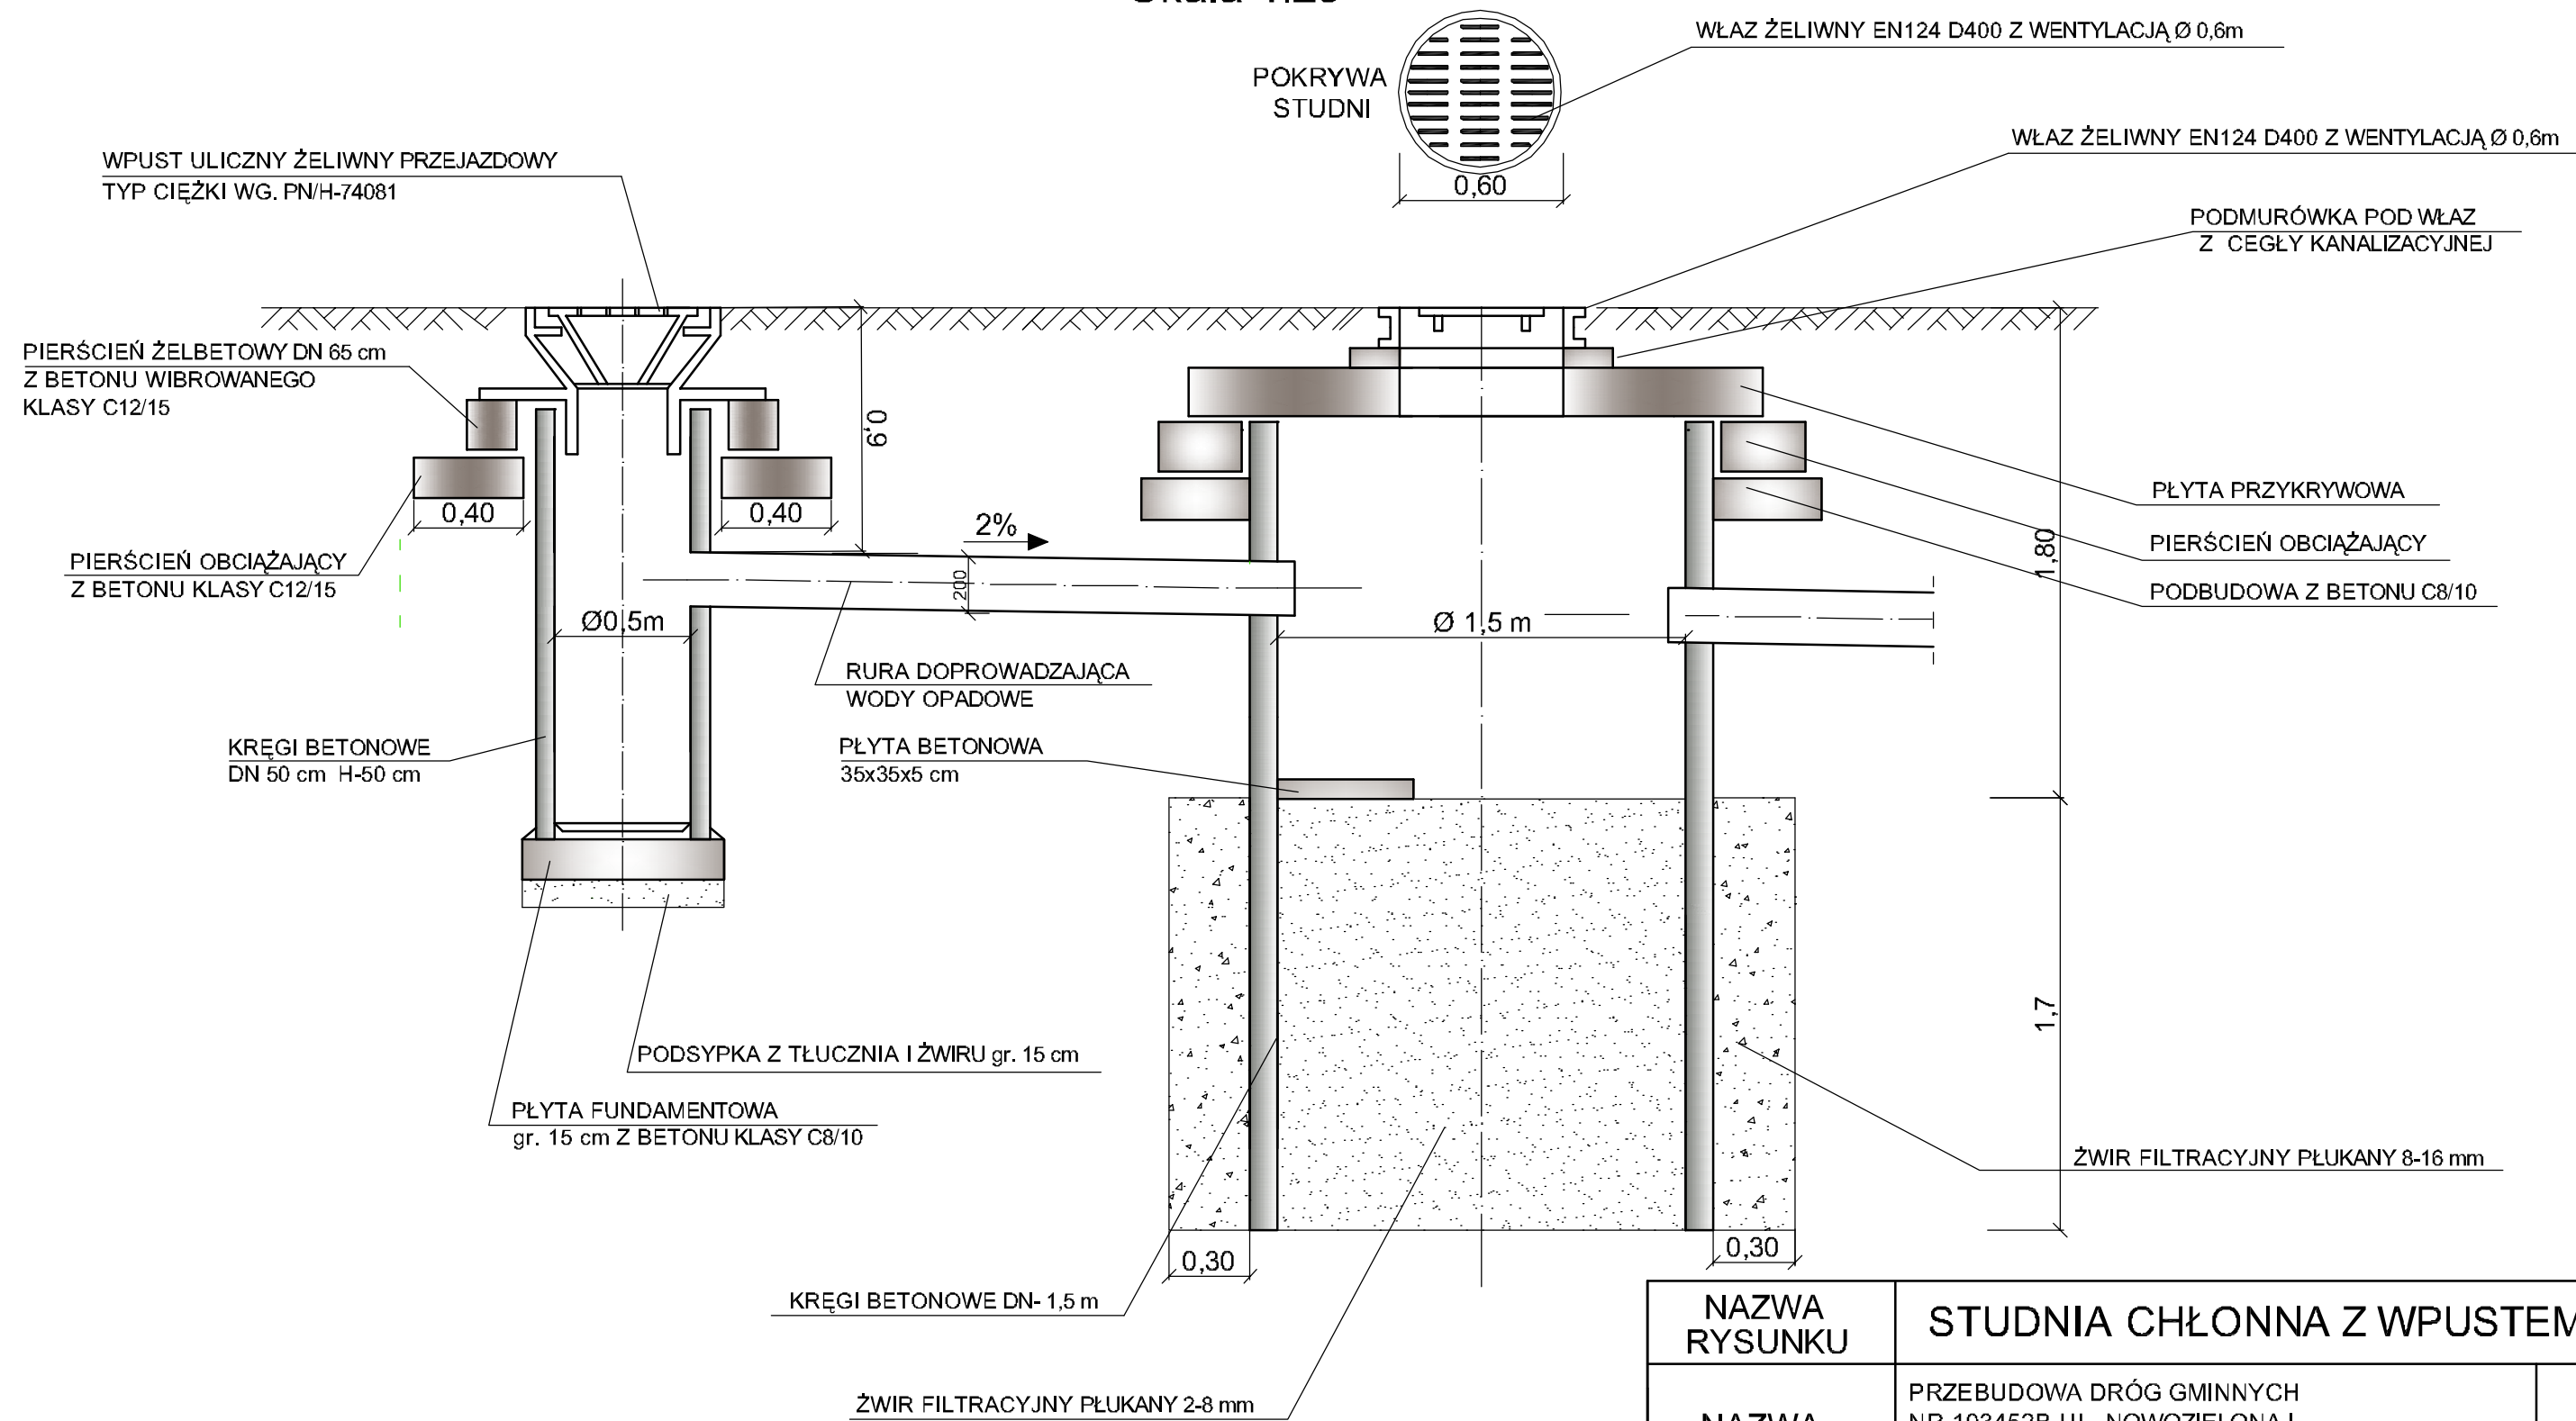 WŁAZ ŻELIWNY EN124 D400 Z WENTYLACJĄ Ø 0,6m
POKRYWA
STUDNI
0,60
WŁAZ ŻELIWNY EN124 D400 Z WENTYLACJĄ Ø 0,6m
WPUST ULICZNY ŻELIWNY PRZEJAZDOWY
TYP CIĘŻKI WG. PN/H-74081
PODMURÓWKA POD WŁAZ
Z CEGŁY KANALIZACYJNEJ
PIERŚCIEŃ ŻELBETOWY DN 65 cm
Z BETONU WIBROWANEGO
KLASY C12/15
0,9
0,40
0,40
2%
PŁYTA PRZYKRYWOWA
1,80
PIERŚCIEŃ OBCIĄŻAJĄCY
PIERŚCIEŃ OBCIĄŻAJĄCY
Z BETONU KLASY C12/15
PODBUDOWA Z BETONU C8/10
200
Ø0,5m
Ø 1,5 m
RURA DOPROWADZAJĄCA
WODY OPADOWE
KRĘGI BETONOWE
DN 50 cm H-50 cm
PŁYTA BETONOWA
35x35x5 cm
1,7
PODSYPKA Z TŁUCZNIA I ŻWIRU gr. 15 cm
PŁYTA FUNDAMENTOWA
gr. 15 cm Z BETONU KLASY C8/10
ŻWIR FILTRACYJNY PŁUKANY 8-16 mm
0,30
0,30
KRĘGI BETONOWE DN- 1,5 m
ŻWIR FILTRACYJNY PŁUKANY 2-8 mm
NAZWA
RYSUNKU
STUDNIA CHŁONNA Z WPUSTEM
PRZEBUDOWA DRÓG GMINNYCH
NAZWA